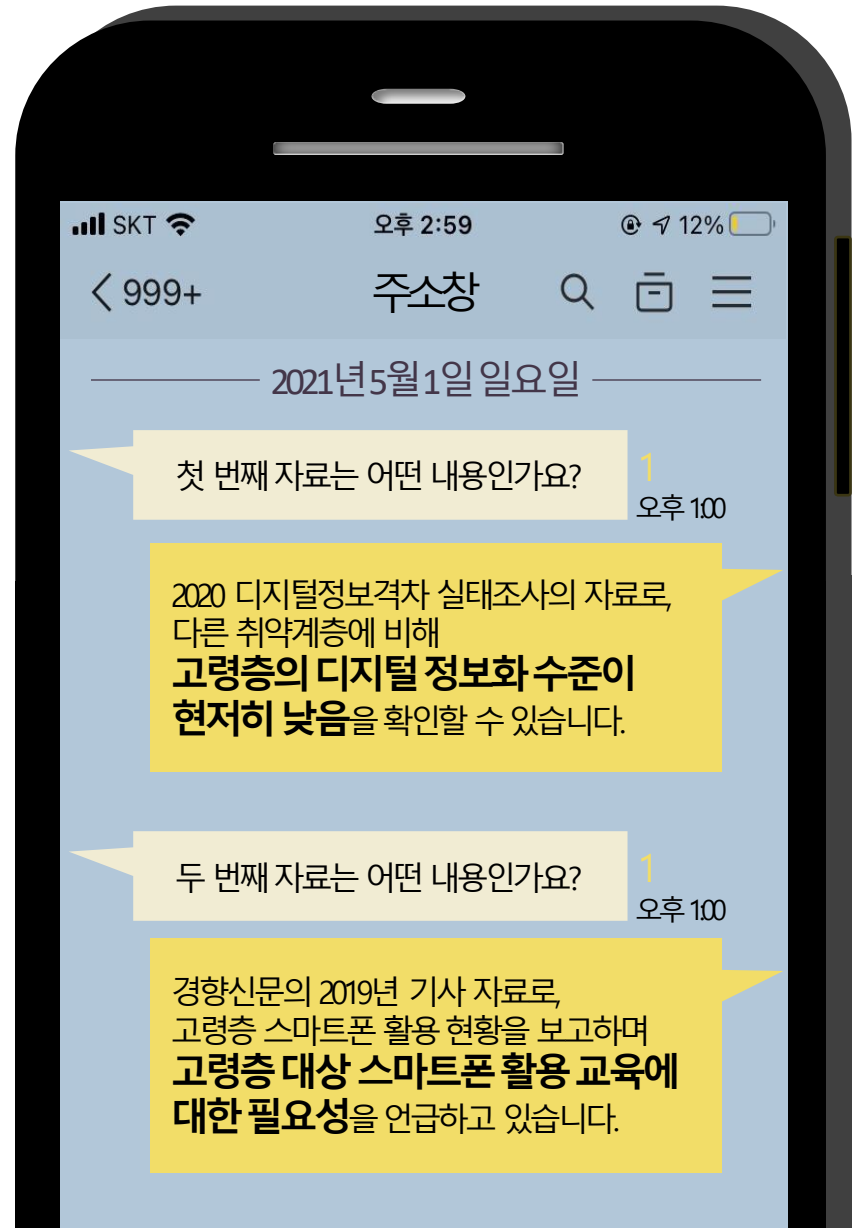 SKT
오후 2:59
12%
999+
주소창
2021년 5월 1일 일요일
첫 번째 자료는 어떤 내용인가요?
1
오후 1:00
2020 디지털정보격차 실태조사의 자료로,
다른 취약계층에 비해
고령층의 디지털 정보화 수준이
현저히 낮음을 확인할 수 있습니다.
두 번째 자료는 어떤 내용인가요?
1
오후 1:00
경향신문의 2019년 기사 자료로,
고령층 스마트폰 활용 현황을 보고하며
고령층 대상 스마트폰 활용 교육에
대한 필요성을 언급하고 있습니다.